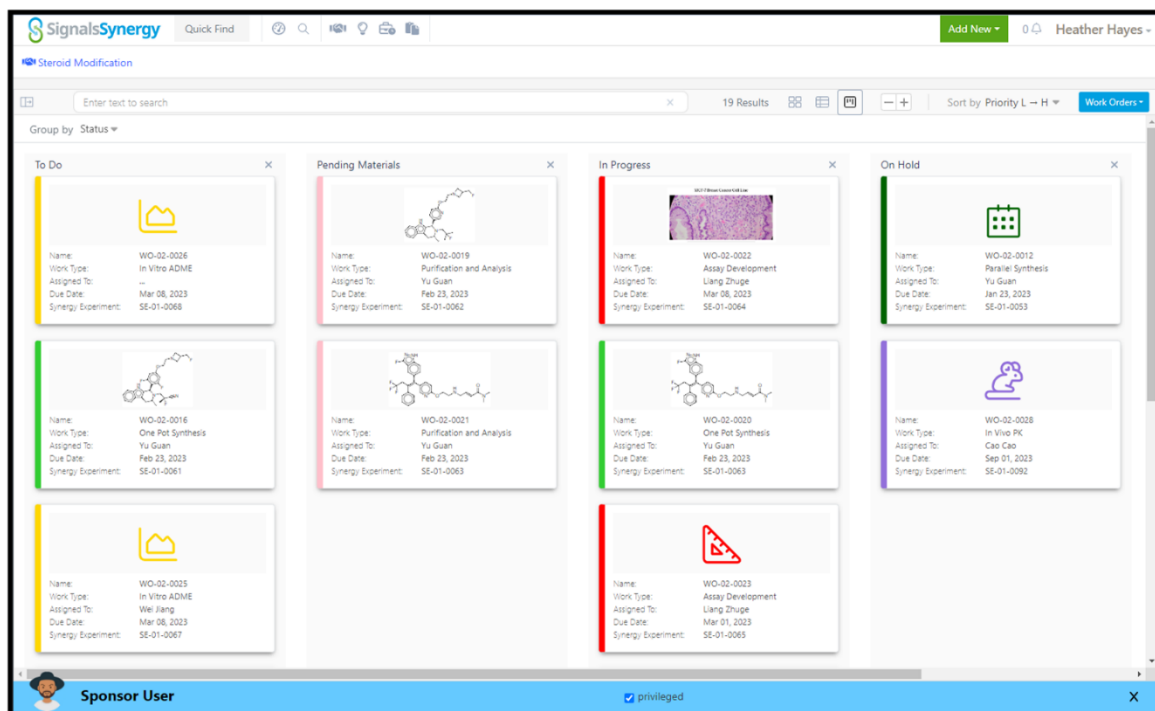 SignalsSynergy
Quick Find
Add New
0
Heather Hayes
Steroid Modification
Enter text to search
19 Results
Sort by Priority L → H
Work Orders
Group by Status
To Do
Name: WO-02-0026
Work Type: In Vitro ADME
Assigned To: ...
Due Date: Mar 08, 2023
Synergy Experiment: SE-01-0068
Name: WO-02-0016
Work Type: One Pot Synthesis
Assigned To: Yu Guan
Due Date: Feb 23, 2023
Synergy Experiment: SE-01-0061
Name: WO-02-0025
Work Type: In Vitro ADME
Assigned To: Wei Jiang
Due Date: Mar 08, 2023
Synergy Experiment: SE-01-0067
Pending Materials
Name: WO-02-0019
Work Type: Purification and Analysis
Assigned To: Yu Guan
Due Date: Feb 23, 2023
Synergy Experiment: SE-01-0062
Name: WO-02-0021
Work Type: Purification and Analysis
Assigned To: Yu Guan
Due Date: Feb 23, 2023
Synergy Experiment: SE-01-0063
In Progress
Name: WO-02-0022
Work Type: Assay Development
Assigned To: Liang Zhuge
Due Date: Mar 08, 2023
Synergy Experiment: SE-01-0064
Name: WO-02-0020
Work Type: One Pot Synthesis
Assigned To: Yu Guan
Due Date: Feb 23, 2023
Synergy Experiment: SE-01-0063
Name: WO-02-0023
Work Type: Assay Development
Assigned To: Liang Zhuge
Due Date: Mar 01, 2023
Synergy Experiment: SE-01-0065
On Hold
Name: WO-02-0012
Work Type: Parallel Synthesis
Assigned To: Yu Guan
Due Date: Jan 23, 2023
Synergy Experiment: SE-01-0053
Name: WO-02-0028
Work Type: In Vivo PK
Assigned To: Cao Cao
Due Date: Sep 01, 2023
Synergy Experiment: SE-01-0092
Sponsor User
privileged
X